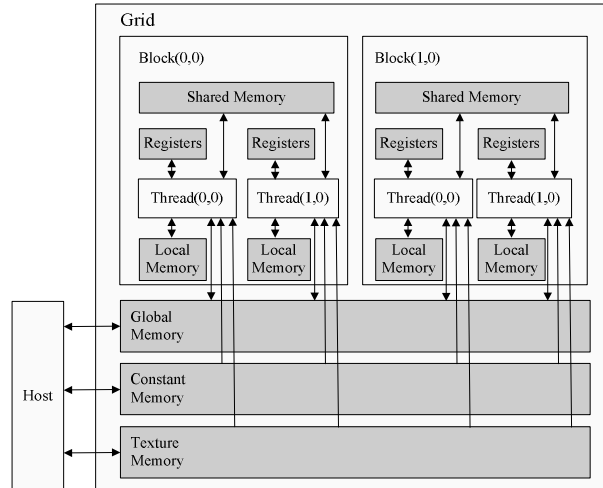 Grid
Block(0,0)
Shared Memory
Registers
Registers
Thread(0,0)
Thread(1,0)
Local
Memory
Local
Memory
Block(1,0)
Shared Memory
Registers
Registers
Thread(0,0)
Thread(1,0)
Local
Memory
Local
Memory
Host
Global
Memory
Constant
Memory
Texture
Memory